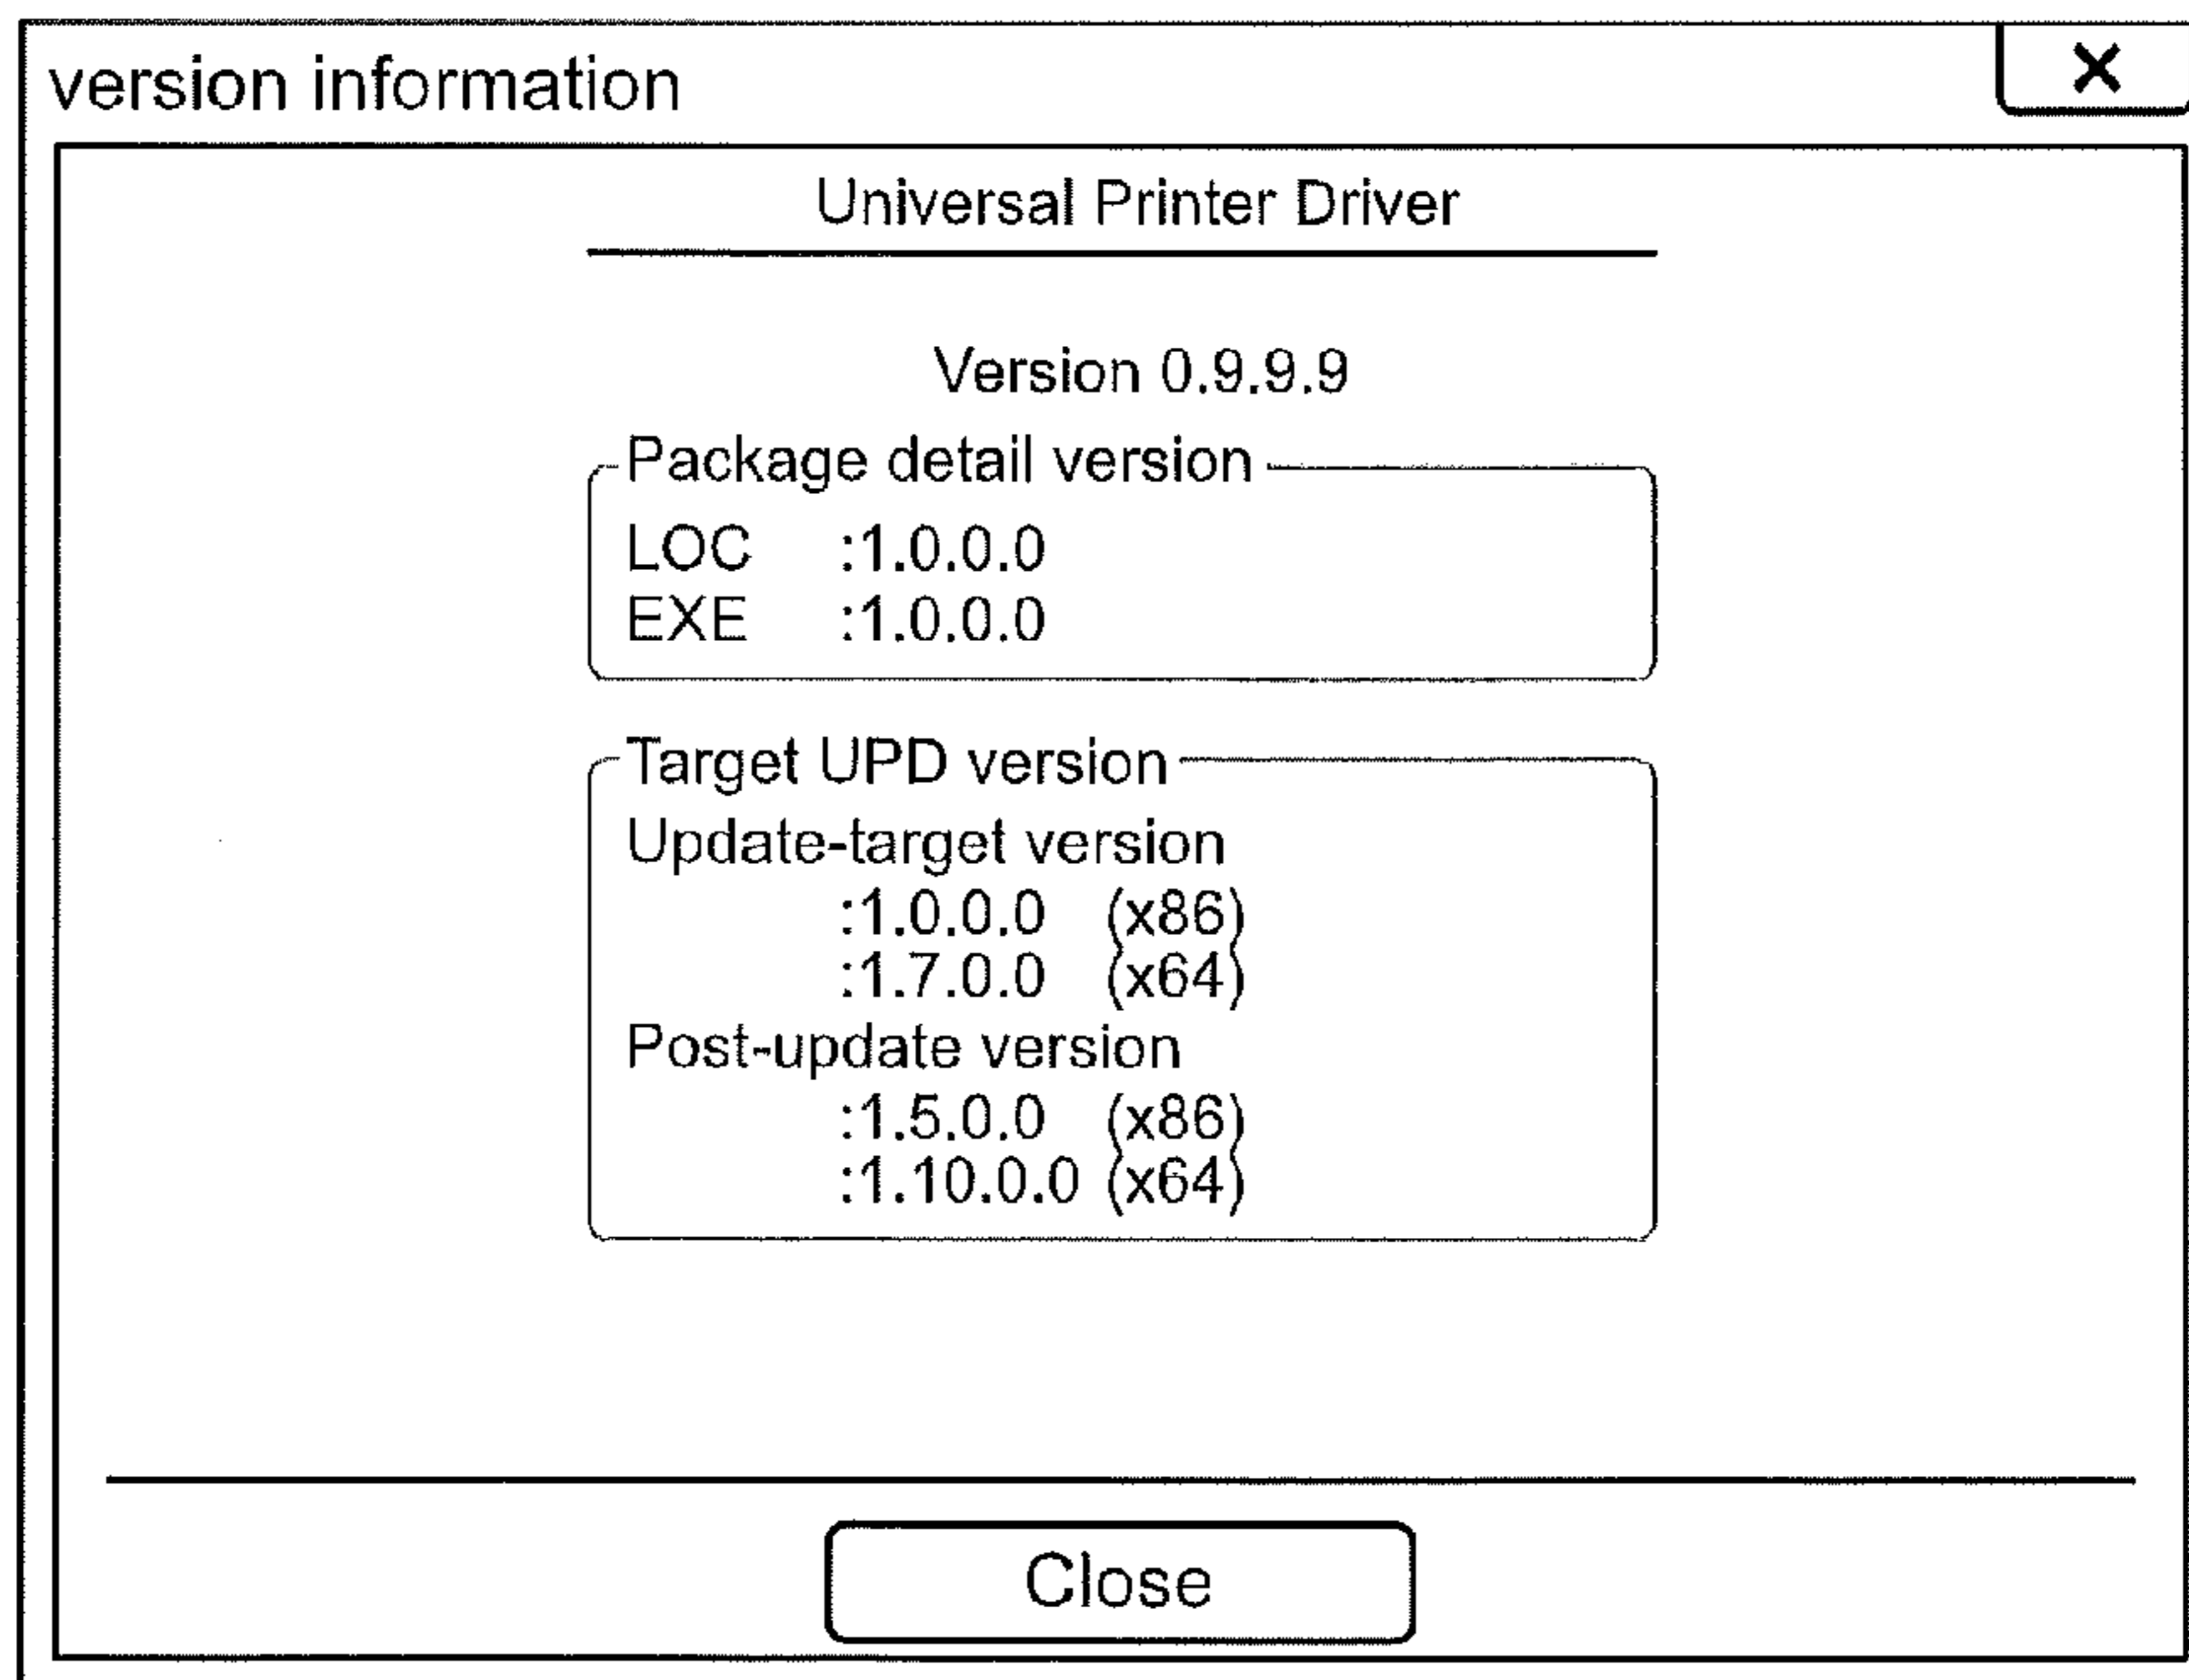 version information
×
Universal Printer Driver
Version 0.9.9.9
Package detail version
LOC :1.0.0.0
EXE :1.0.0.0
Target UPD version
Update-target version
:1.0.0.0 (x86)
:1.7.0.0 (x64)
Post-update version
:1.5.0.0 (x86)
:1.10.0.0 (x64)
Close